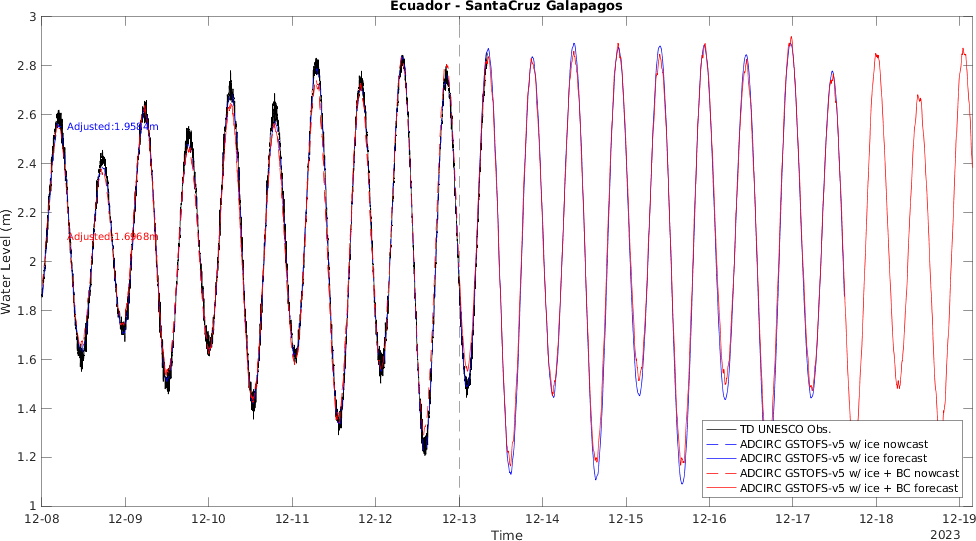 Ecuador - SantaCruz Galapagos
3
2.8
2.6
2.4
2.2
2
1.8
1.6
1.4
1.2
1
Water Level (m)
Adjusted:1.9584m
Adjusted:1.6968m
TD UNESCO Obs.
ADCIRC GSTOFS-v5 w/ ice nowcast
ADCIRC GSTOFS-v5 w/ ice forecast
ADCIRC GSTOFS-v5 w/ ice + BC nowcast
ADCIRC GSTOFS-v5 w/ ice + BC forecast
12-08 12-09 12-10 12-11 12-12 12-13 12-14 12-15 12-16 12-17 12-18 12-19
Time
2023